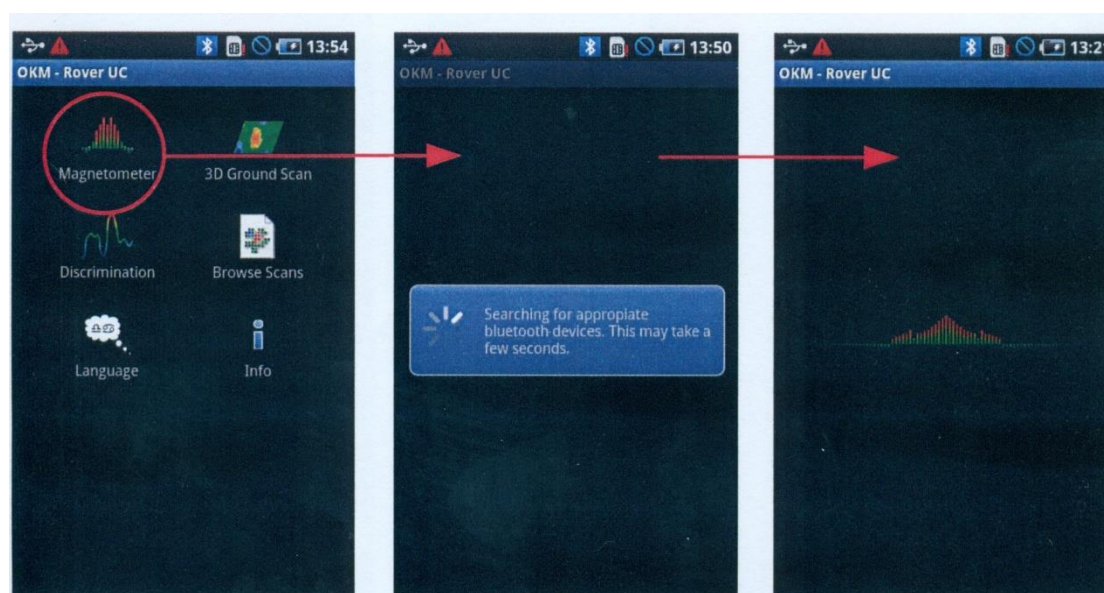 13:54
OKM - Rover UC
Magnetometer
3D Ground Scan
Discrimination
Browse Scans
Language
Info
13:50
OKM - Rover UC
Searching for appropiate
bluetooth devices. This may take a
few seconds.
OKM - Rover UC